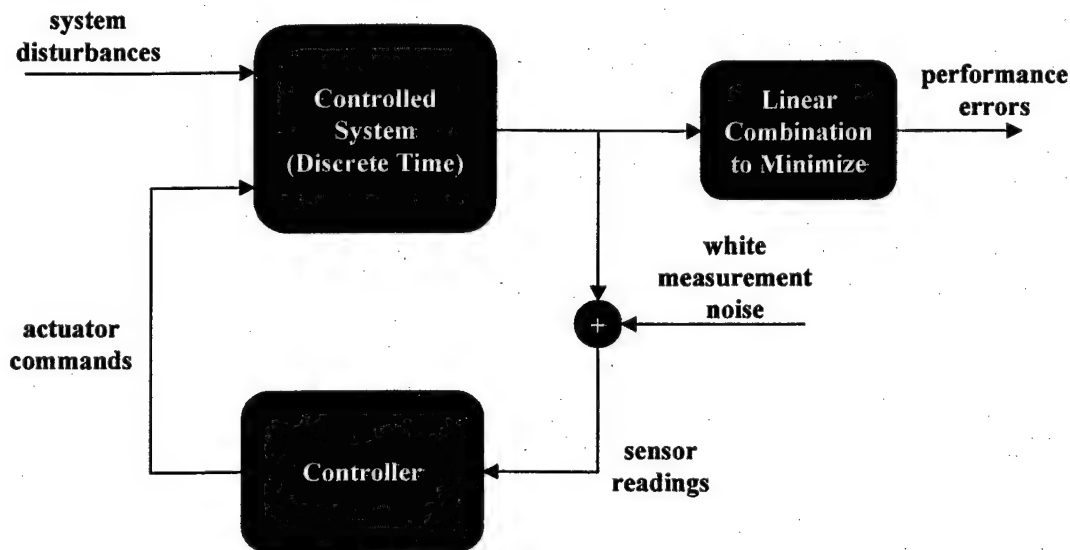 system
disturbances
Controlled
System
(Discrete Time)
Linear
Combination
to Minimize
performance
errors
white
measurement
noise
+
actuator
commands
Controller
sensor
readings